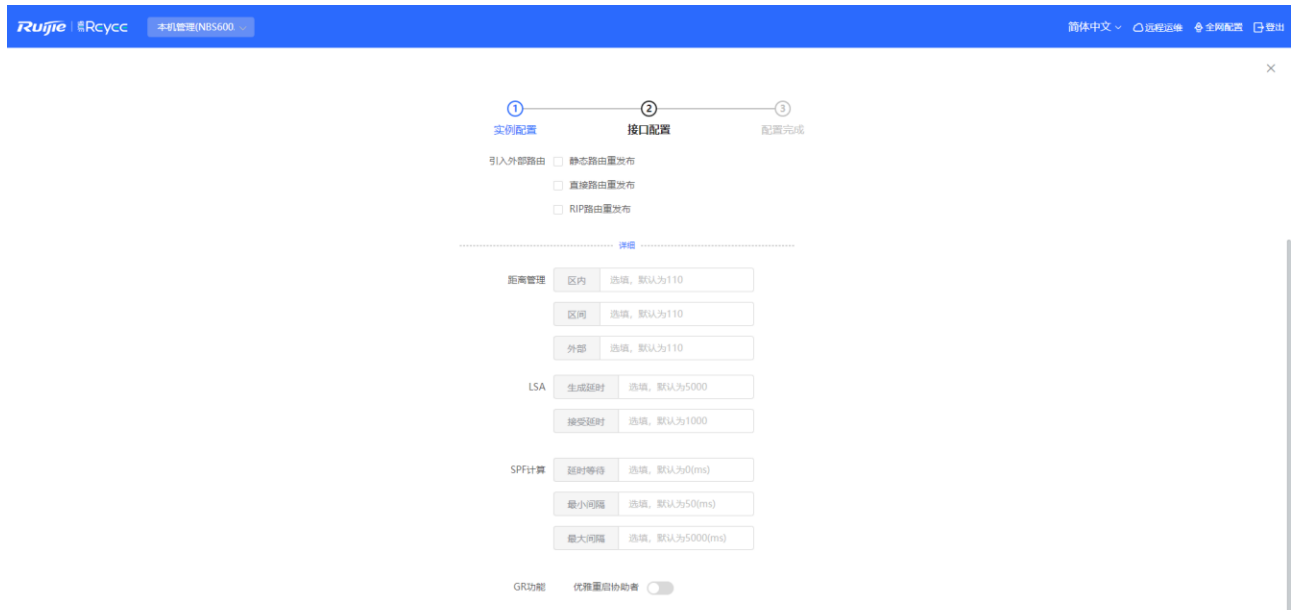 Ruijie | 睿Rcycc 本机管理(NBS600. 简体中文 远程运维 全网配置 登出
1 2 3
实例配置 接口配置 配置完成
引入外部路由 静态路由重发布
直接路由重发布
RIP路由重发布
详细
距离管理 区内 选填，默认为110
区间 选填，默认为110
外部 选填，默认为110
LSA 生成延时 选填，默认为5000
接受延时 选填，默认为1000
SPF计算 延时等待 选填，默认为0(ms)
最小间隔 选填，默认为50(ms)
最大间隔 选填，默认为5000(ms)
GR功能 优雅重启协助者